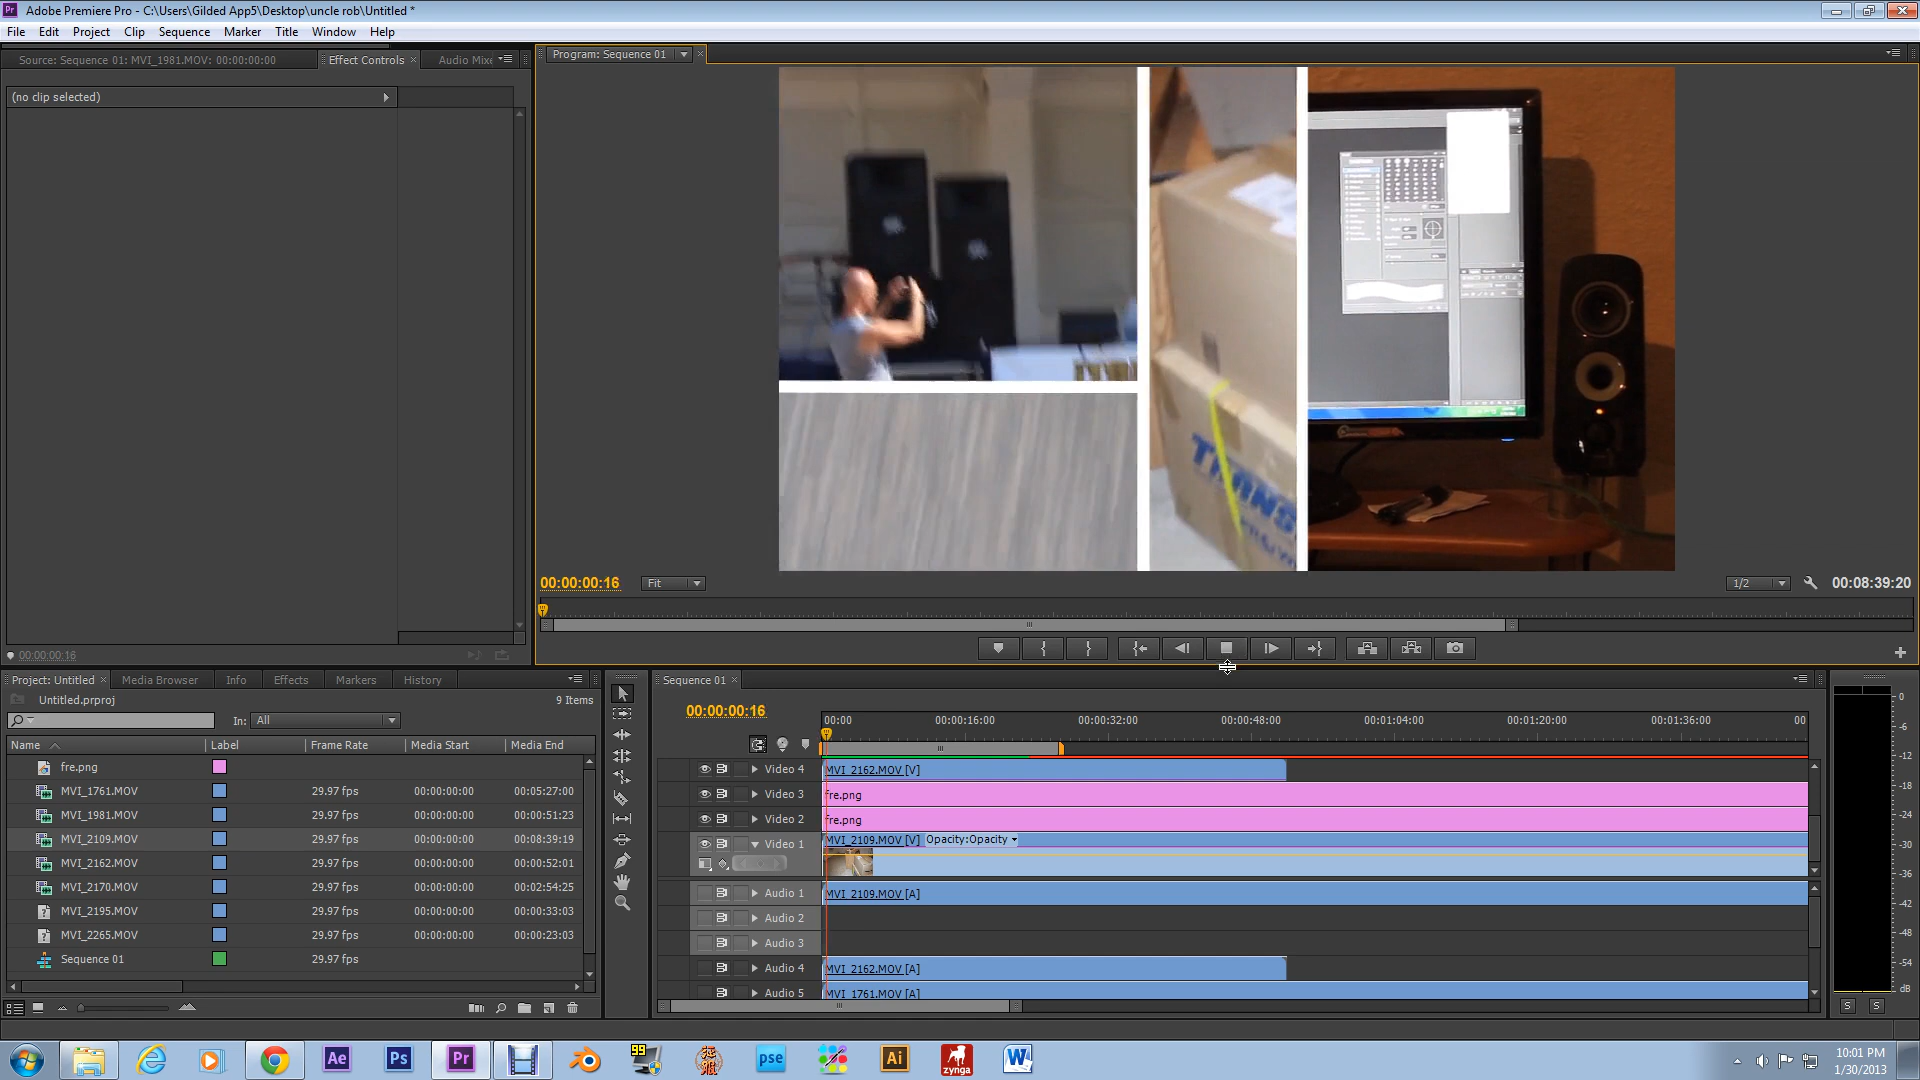 Adobe Premiere Pro - C:\Users\Gilded App5\Desktop\uncle rob\Untitled *
File Edit Project Clip Sequence Marker Title Window Help
Source: Sequence 01: MVI_1981.MOV: 00:00:00:00
Effect Controls
Audio Mixe
Program: Sequence 01
(no clip selected)
TRANS
00:00:00:16
Fit
1/2
00:08:39:20
00:00:00:16
Project: Untitled
Media Browser
Info
Effects
Markers
History
Untitled.prproj
9 Items
In: All
Name Label Frame Rate Media Start Media End
fre.png
MVI_1761.MOV 29.97 fps 00:00:00:00 00:05:27:00
MVI_1981.MOV 29.97 fps 00:00:00:00 00:00:51:23
MVI_2109.MOV 29.97 fps 00:00:00:00 00:08:39:19
MVI_2162.MOV 29.97 fps 00:00:00:00 00:00:52:01
MVI_2170.MOV 29.97 fps 00:00:00:00 00:02:54:25
MVI_2195.MOV 29.97 fps 00:00:00:00 00:00:33:03
MVI_2265.MOV 29.97 fps 00:00:00:00 00:00:23:03
Sequence 01 29.97 fps
Sequence 01
00:00:00:16
00:00 00:00:16:00 00:00:32:00 00:00:48:00 00:01:04:00 00:01:20:00 00:01:36:00 00
Video 4 MVI_2162.MOV [V]
Video 3 fre.png
Video 2 fre.png
Video 1 MVI_2109.MOV [V] Opacity:Opacity
Audio 1 MVI_2109.MOV [A]
Audio 2
Audio 3
Audio 4 MVI_2162.MOV [A]
Audio 5 MVI_1761.MOV [A]
0
-6
-12
-18
-24
-30
-36
-42
-48
-54
dB
S S
Ae
Ps
Pr
99
pse
Ai
zynga
W
10:01 PM
1/30/2013